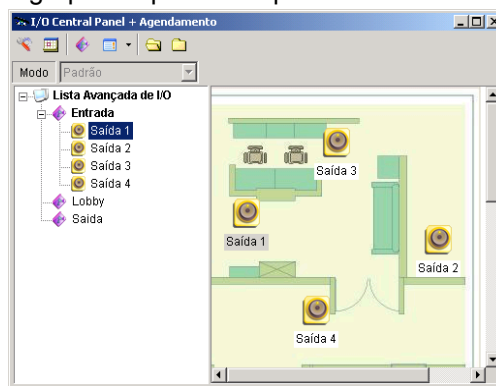 I/O Central Panel + Agendamento
Modo Padrão
Lista Avançada de I/O
Entrada
Saída 1
Saída 2
Saída 3
Saída 4
Lobby
Saida
Saída 3
Saída 1
Saída 2
Saída 4